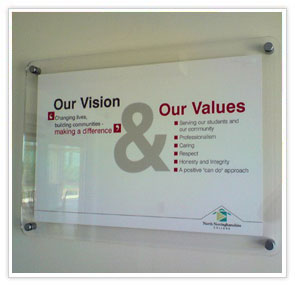 Our Vision
❛ Changing lives,
building communities -
making a difference ❜
&
Our Values
■ Serving our students and
our community
■ Professionalism
■ Caring
■ Respect
■ Honesty and Integrity
■ A positive 'can do' approach
North Nottinghamshire
COLLEGE